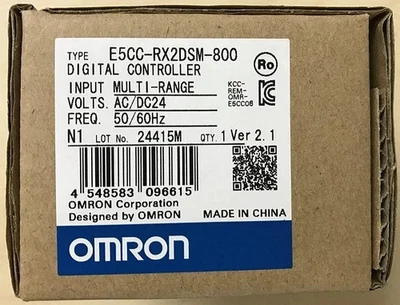 TYPE E5CC-RX2DSM-800
DIGITAL CONTROLLER
INPUT MULTI-RANGE
VOLTS. AC/DC24
FREQ. 50/60Hz
N1 LOT No. 24415M QTY. 1 Ver 2.1
Ro
KCC-
REM-
OMR-
E5CC06
4 548583 096615
OMRON Corporation
Designed by OMRON
MADE IN CHINA
OMRON